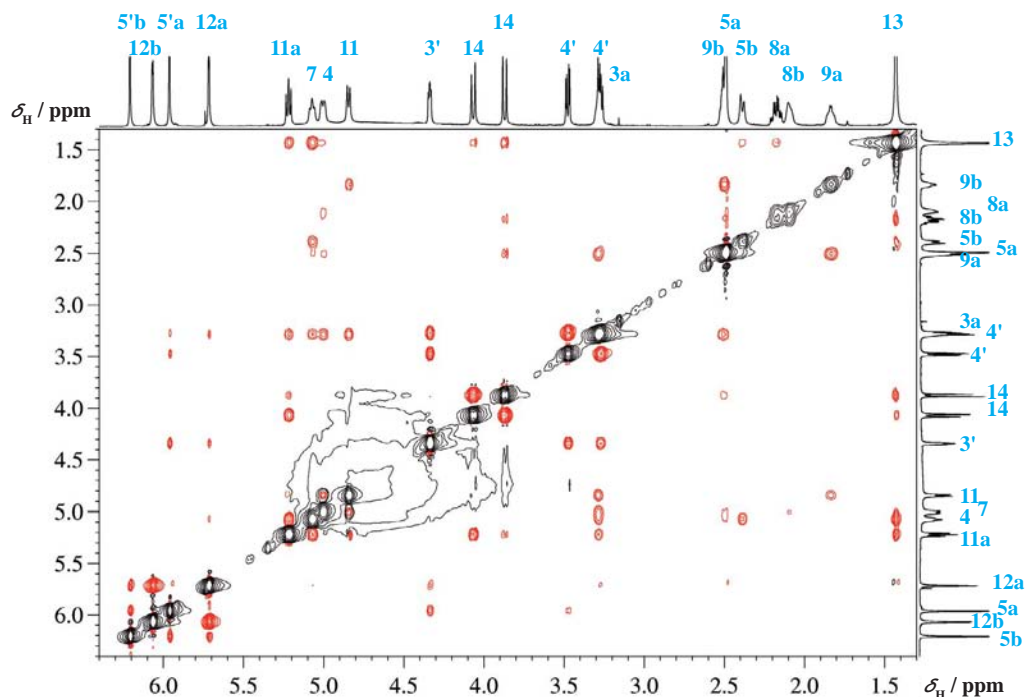 5'b 5'a 12a 14 5a 13
12b 11a 11 3' 14 4' 4' 9b 5b 8a
7 4 3a 8b 9a
δH / ppm
13
1.5
9b
8a
2.0
8b
5b
5a
2.5
9a
3.0
3a
4'
3.5
4'
14
4.0
14
3'
4.5
11
7
5.0
4
11a
5.5
12a
5a
6.0
12b
5b
6.0 5.5 5.0 4.5 4.0 3.5 3.0 2.5 2.0 1.5
δH / ppm